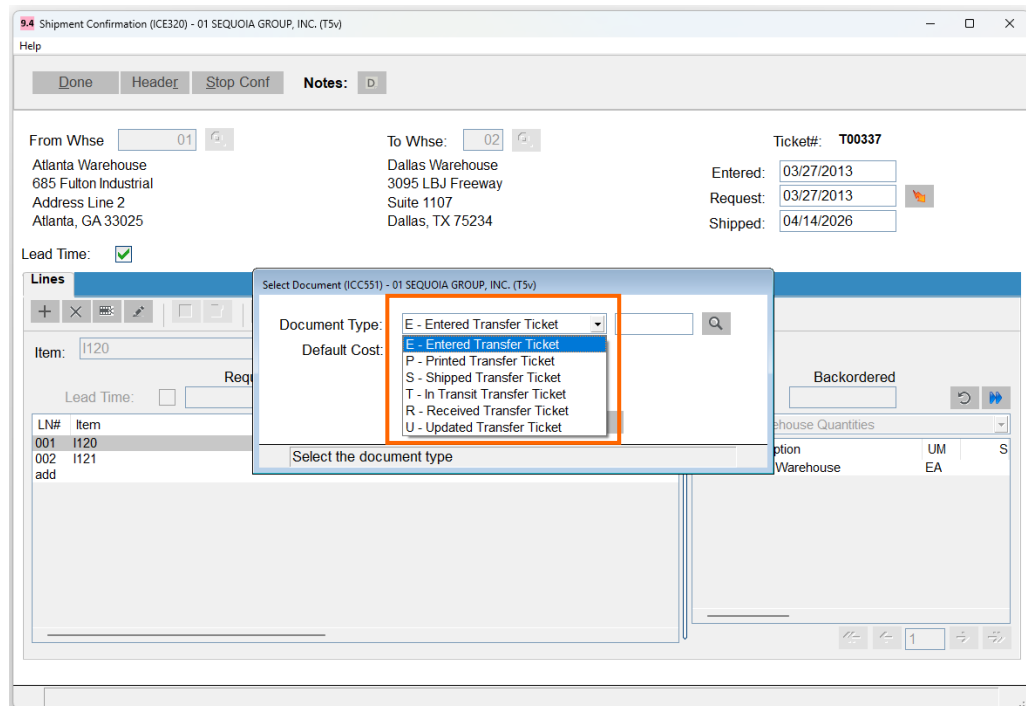 9.4 Shipment Confirmation (ICE320) - 01 SEQUOIA GROUP, INC. (T5v)
Help
Done Header Stop Conf Notes: D
From Whse 01 To Whse: 02 Ticket#: T00337
Atlanta Warehouse Dallas Warehouse
685 Fulton Industrial 3095 LBJ Freeway Entered: 03/27/2013
Address Line 2 Suite 1107 Request: 03/27/2013
Atlanta, GA 33025 Dallas, TX 75234 Shipped: 04/14/2026
Lead Time:
Lines
Select Document (ICC551) - 01 SEQUOIA GROUP, INC. (T5v)
Document Type: E - Entered Transfer Ticket
Default Cost:
E - Entered Transfer Ticket
P - Printed Transfer Ticket
S - Shipped Transfer Ticket
T - In Transit Transfer Ticket
R - Received Transfer Ticket
U - Updated Transfer Ticket
Select the document type
Item: I120
Requ Backordered
Lead Time:
LN# Item ehouse Quantities
001 I120 ption UM S
002 I121 Warehouse EA
add
1